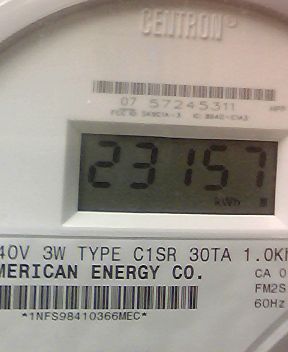 CENTRON
07 57245311
23157
kWh
40V 3W TYPE C1SR 30TA 1.0Kh
MERICAN ENERGY CO.
CA 0
FM2S
60Hz
*1NFS98410366MEC*